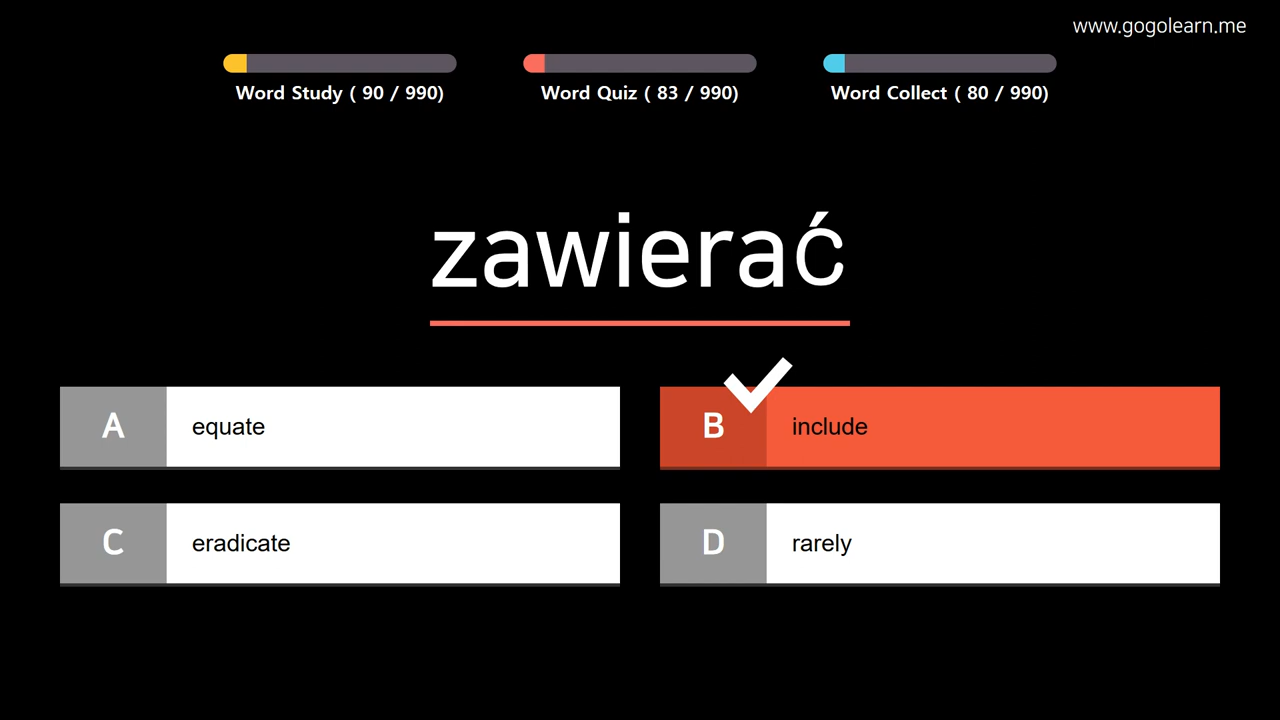 www.gogolearn.me
Word Study ( 90 / 990)
Word Quiz ( 83 / 990)
Word Collect ( 80 / 990)
zawierać
A equate
B include
C eradicate
D rarely